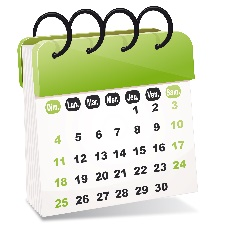 Dim. Lun. Mar. Mer. Jeu. Ven. Sam.
1 2 3
4 5 6 7 8 9 10
11 12 13 14 15 16 17
18 19 20 21 22 23 24
25 26 27 28 29 30